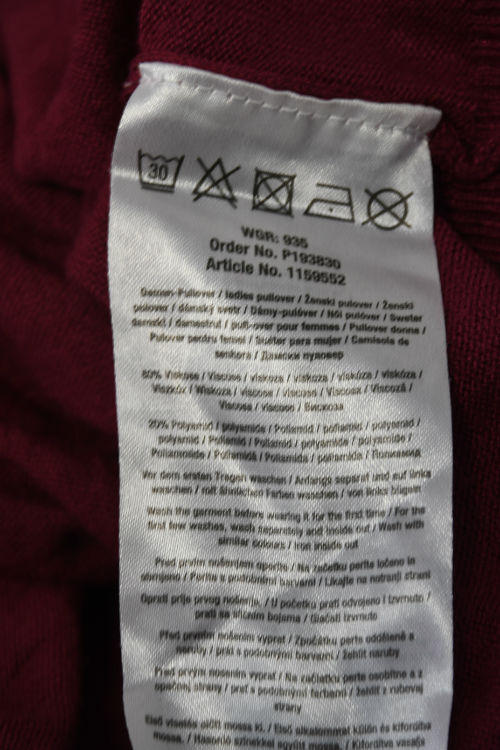 30
WGR: 935
Order No. P193830
Article No. 1159552
Damen-Pullover / ladies pullover / Ženski pulover / Ženski
pulover / dámský svetr / Dámy-pulóver / Női pulóver / Sweter
damski / damestrui / pull-over pour femmes / Pullover donna /
Pulover pentru femei / Suéter para mujer / Camisola de
senhora / Дамски пуловер
80% Viskose / Viscose / viskoza / viskoza / viskóza / viskóza /
Viszkóz / Wiskoza / viscose / viscose / Viscosa / Viscoză /
Viscosa / viscose / Вискоза
20% Polyamid / polyamide / Poliamid / poliamid / polyamid /
polyamid / Poliamid / Poliamid / polyamide / polyamide /
Poliammide / Poliamidă / Poliamida / poliamida / Полиамид
Vor dem ersten Tragen waschen / Anfangs separat und auf links
waschen / mit ähnlichen Farben waschen / von links bügeln
Wash the garment before wearing it for the first time / For the
first few washes, wash separately and inside out / Wash with
similar colours / Iron inside out
Pred prvim nošenjem operite / Na začetku perite ločeno in
obrnjeno / Perite s podobnimi barvami / Likajte na notranji strani
Oprati prije prvog nošenja. / U početku prati odvojeno i izvrnuto /
prati sa sličnim bojama / Glačati izvrnuto
Před prvním nošením vyprat / Zpočátku perte odděleně a
naruby / prát s podobnými barvami / žehlit naruby
Pred prvým nosením vyprať / Na začiatku perte osobitne a z
opačnej strany / prať s podobnými farbami / žehliť z rubovej
strany
Első viselés előtt mossa ki. / Első alkalommal külön és kifordítva
mossa. / Hasonló színekkel együtt mossa. / Kifordítva vasalja